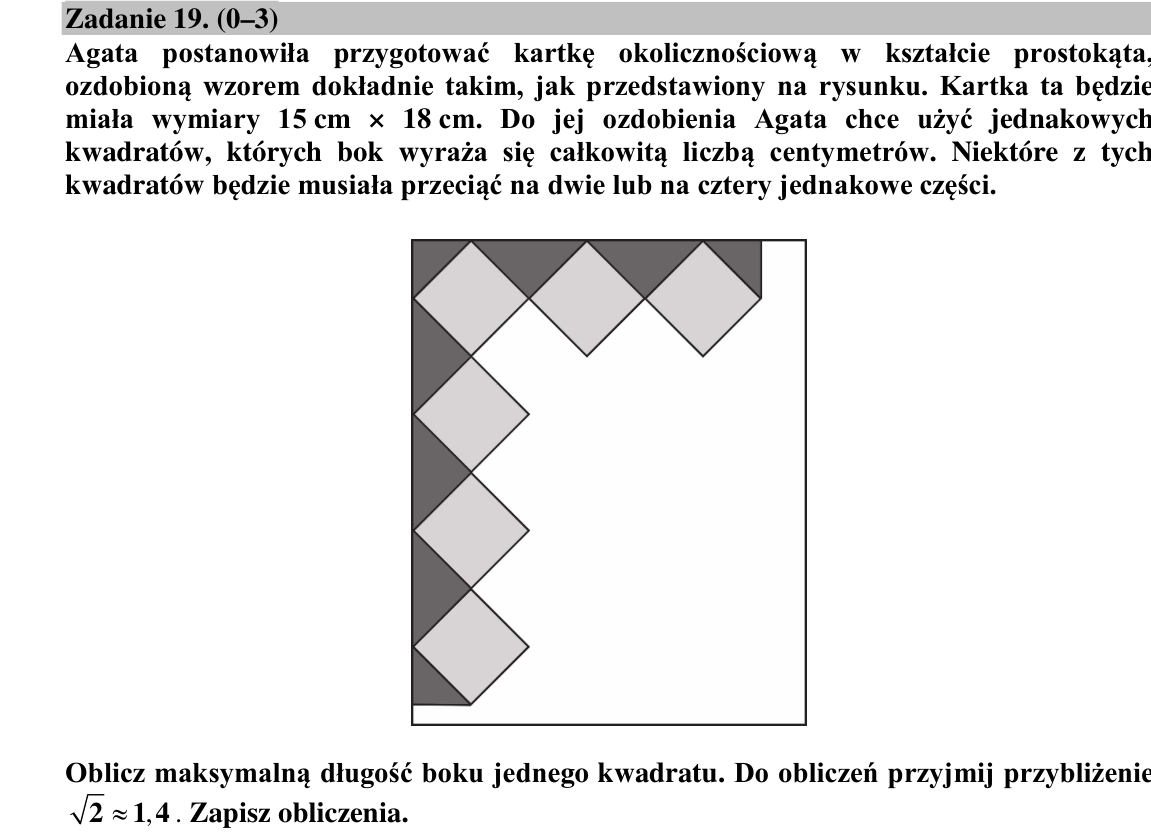 Zadanie 19. (0–3)
Agata postanowiła przygotować kartkę okolicznościową w kształcie prostokąta,
ozdobioną wzorem dokładnie takim, jak przedstawiony na rysunku. Kartka ta będzie
miała wymiary 15 cm × 18 cm. Do jej ozdobienia Agata chce użyć jednakowych
kwadratów, których bok wyraża się całkowitą liczbą centymetrów. Niektóre z tych
kwadratów będzie musiała przeciąć na dwie lub na cztery jednakowe części.
Oblicz maksymalną długość boku jednego kwadratu. Do obliczeń przyjmij przybliżenie
√2 ≈ 1,4 . Zapisz obliczenia.